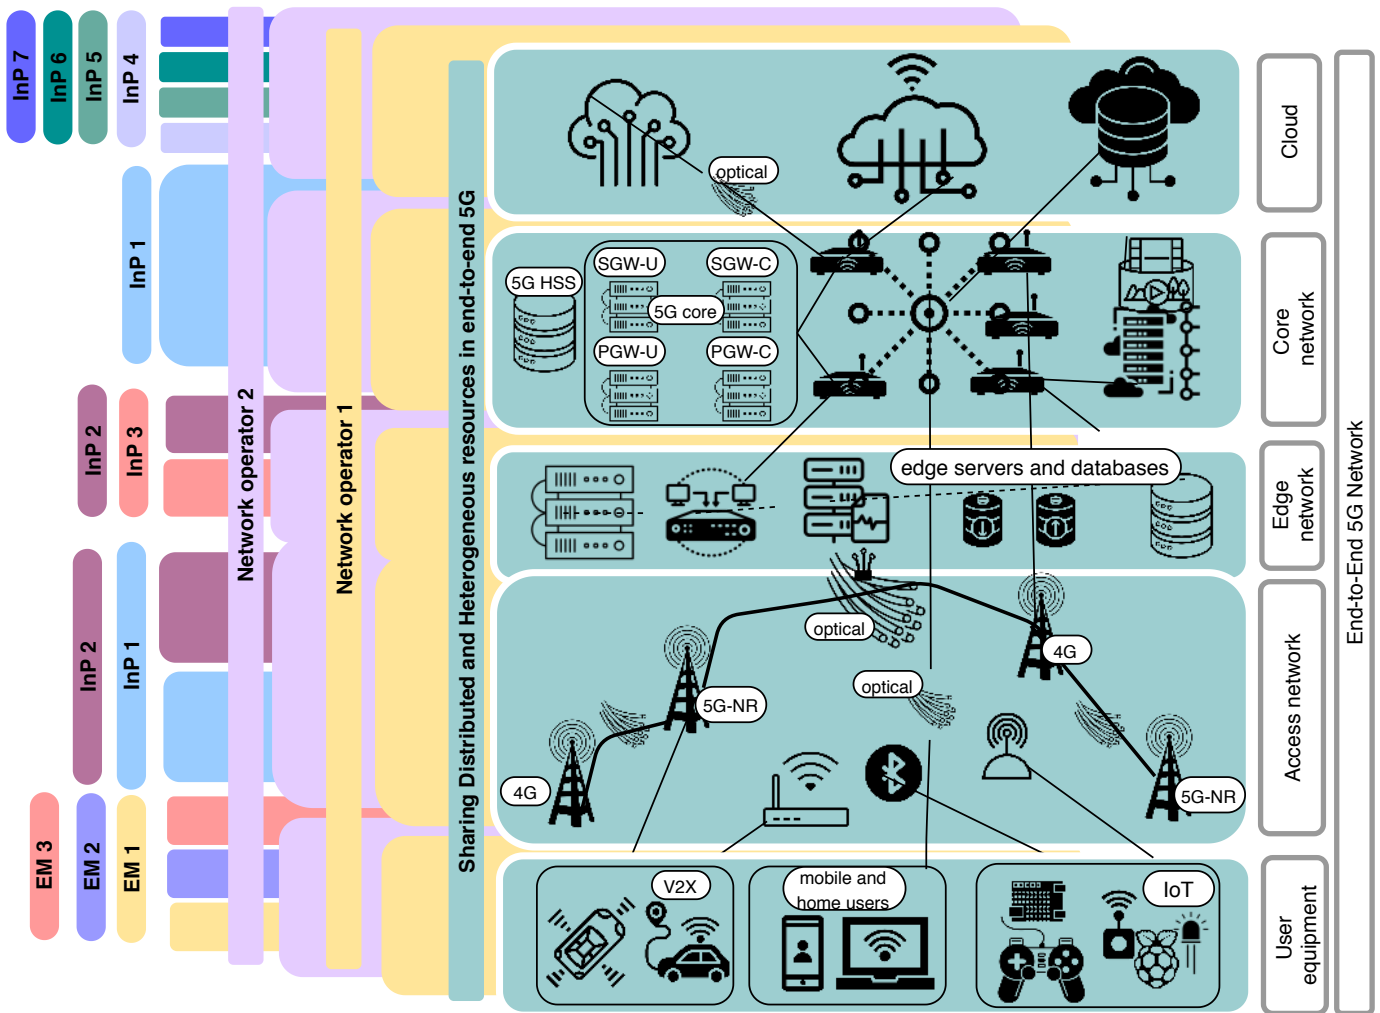 InP 7
InP 6
InP 5
InP 4
InP 1
InP 2
InP 3
InP 2
InP 1
EM 3
EM 2
EM 1
Network operator 2
Network operator 1
Sharing Distributed and Heterogeneous resources in end-to-end 5G
optical
Cloud
5G HSS
SGW-U
SGW-C
5G core
PGW-U
PGW-C
Core
network
edge servers and databases
Edge
network
optical
4G
optical
5G-NR
4G
5G-NR
Access network
V2X
mobile and
home users
IoT
User
equipment
End-to-End 5G Network